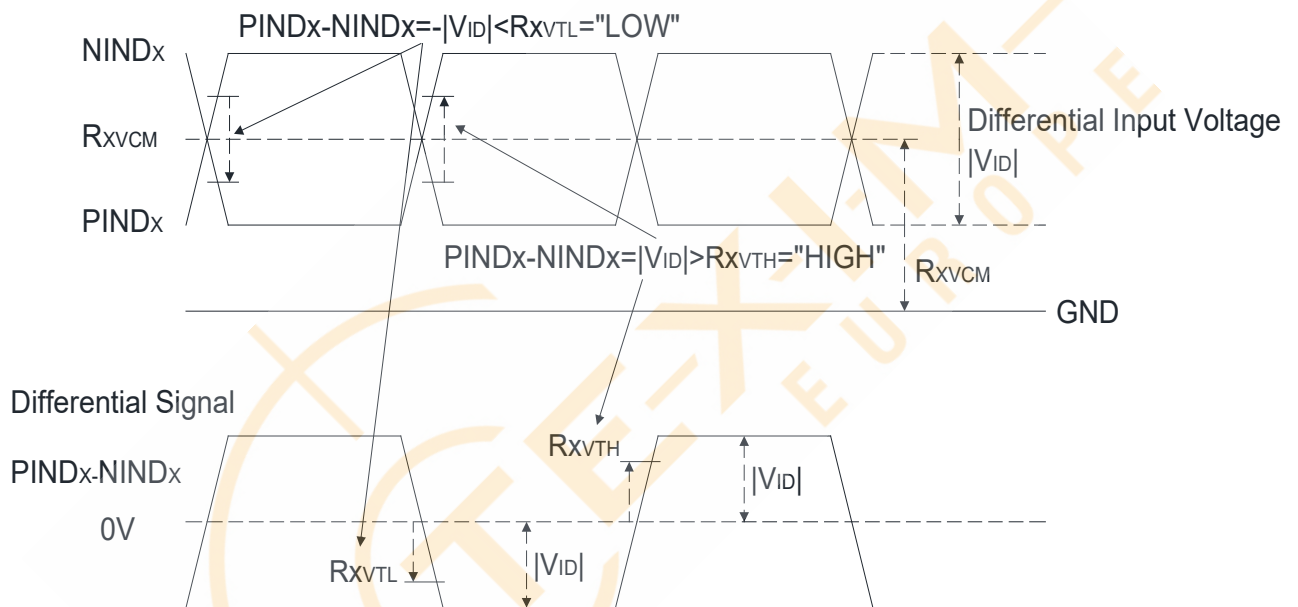 PINDx-NINDx=-|VID|<RxVTL="LOW"
NINDx
RxVCM
Differential Input Voltage
|VID|
PINDx
PINDx-NINDx=|VID|>RxVTH="HIGH"
RxVCM
GND
Differential Signal
RxVTH
PINDx-NINDx
|VID|
0V
RxVTL
|VID|
TEXIM
EUROPE